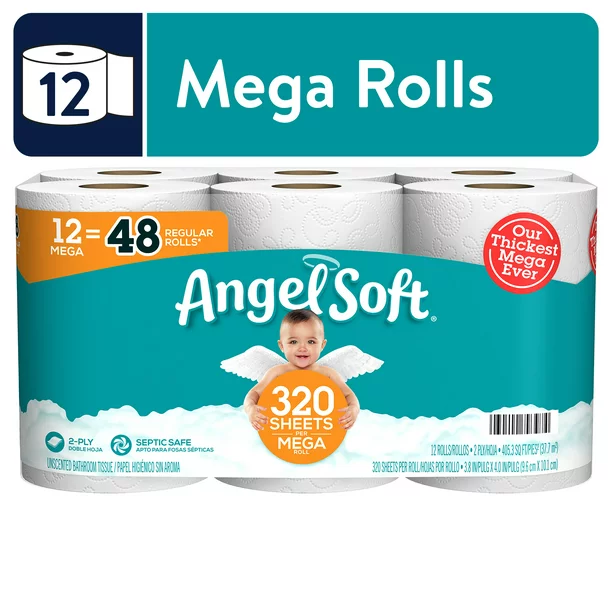 12
Mega Rolls
12 = 48 REGULAR ROLLS*
MEGA
Our
Thickest
Mega
Ever
Angel Soft®
320
SHEETS
PER
MEGA
ROLL
2-PLY
DOBLE HOJA
SEPTIC SAFE
APTO PARA FOSAS SÉPTICAS
UNSCENTED BATHROOM TISSUE / PAPEL HIGIÉNICO SIN AROMA
12 ROLLS/ROLLOS • 2 PLY/HOJA • 405.3 SQ FT/PIES² (37.7 m²)
320 SHEETS PER ROLL/HOJAS POR ROLLO • 3.8 IN/PULG X 4.0 IN/PULG (9.6 cm X 10.1 cm)